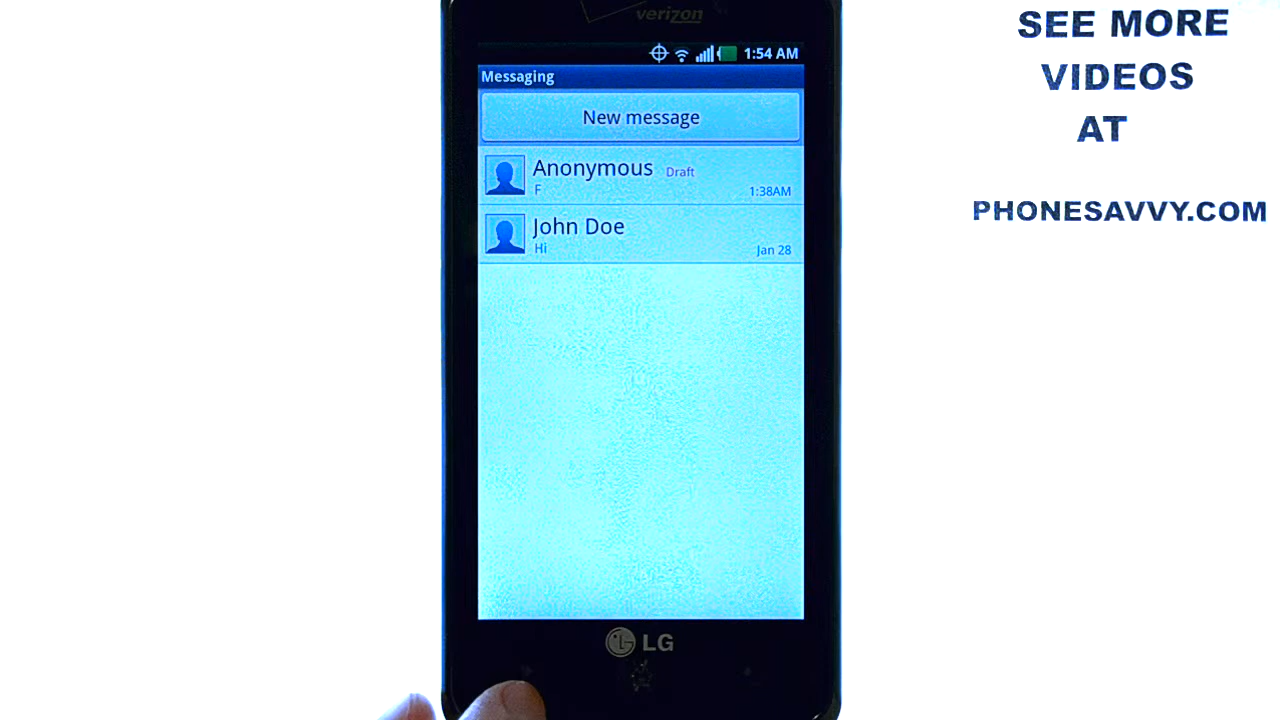 verizon
1:54 AM
Messaging
New message
Anonymous Draft
F 1:38AM
John Doe
Hi Jan 28
LG
SEE MORE
VIDEOS
AT
PHONESAVVY.COM